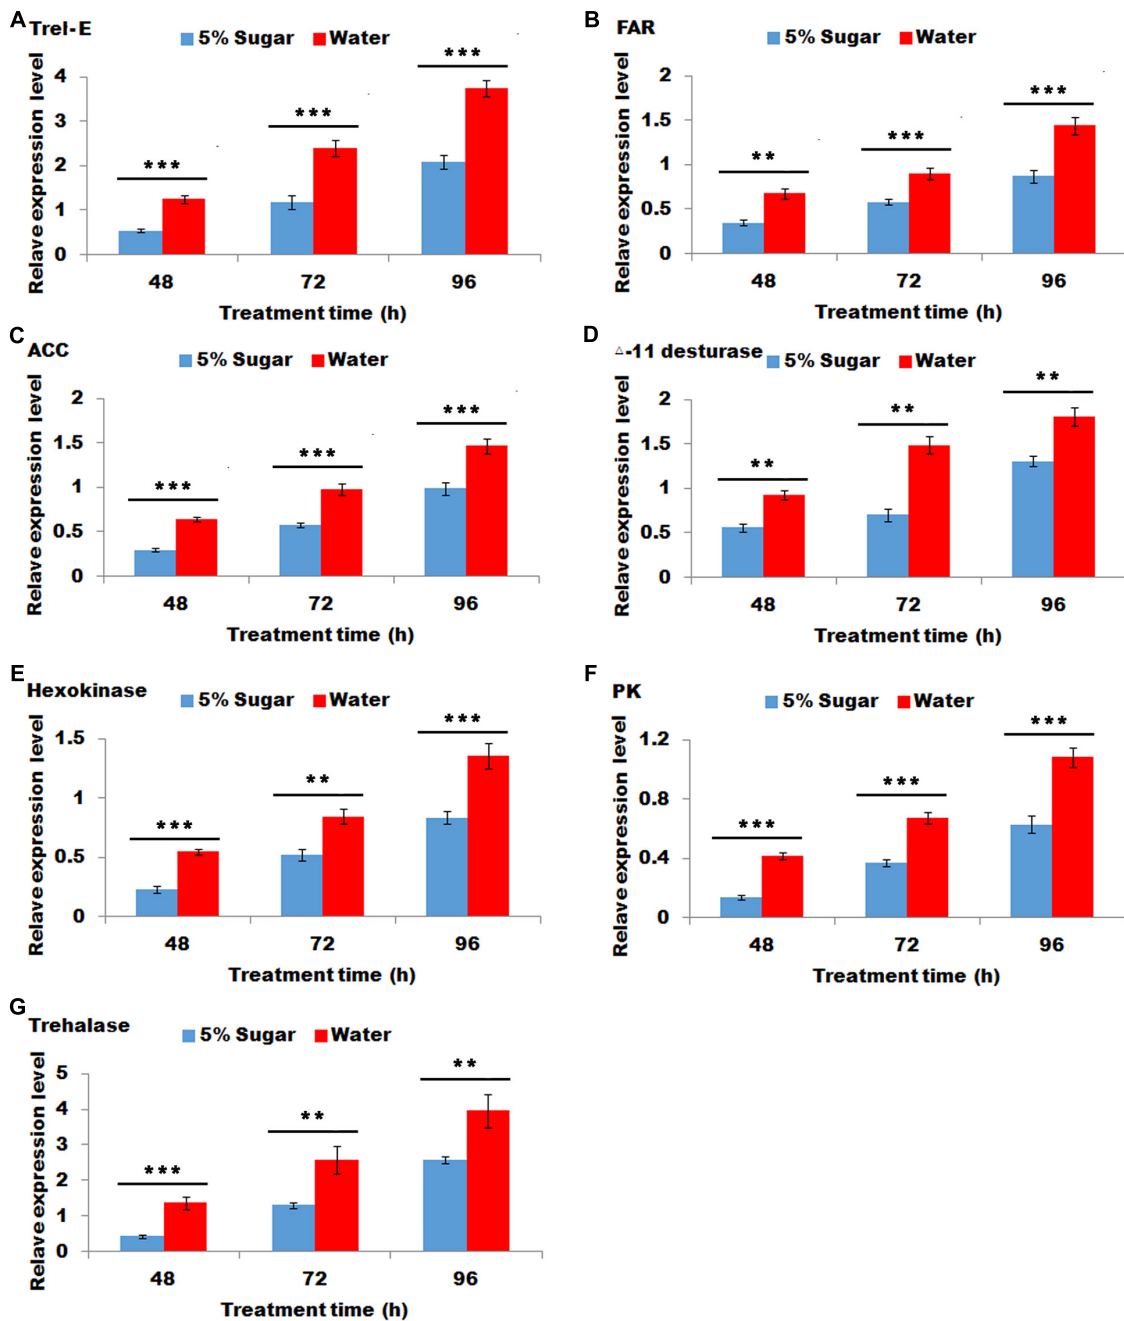 A
Trel-E
5% Sugar Water
Relave expression level
4
3
2
1
0
***
***
***
48 72 96
Treatment time (h)
B
FAR
5% Sugar Water
Relave expression level
2
1.5
1
0.5
0
**
***
***
48 72 96
Treatment time (h)
C
ACC
5% Sugar Water
Relave expression level
2
1.5
1
0.5
0
***
***
***
48 72 96
Treatment time (h)
D
△-11 desturase
5% Sugar Water
Relave expression level
2
1.5
1
0.5
0
**
**
**
48 72 96
Treatment time (h)
E
Hexokinase
5% Sugar Water
Relave expression level
1.5
1
0.5
0
***
**
***
48 72 96
Treatment time (h)
F
PK
5% Sugar Water
Relave expression level
1.2
0.8
0.4
0
***
***
***
48 72 96
Treatment time (h)
G
Trehalase
5% Sugar Water
Relave expression level
5
4
3
2
1
0
***
**
**
48 72 96
Treatment time (h)